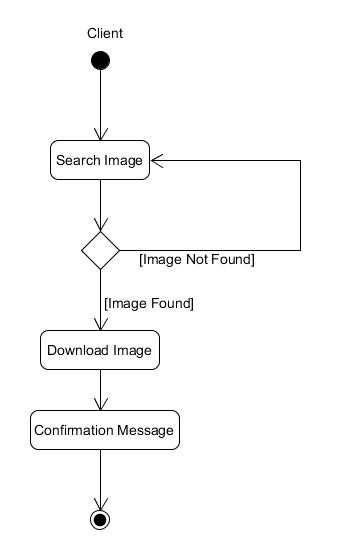 Client
Search Image
[Image Not Found]
[Image Found]
Download Image
Confirmation Message